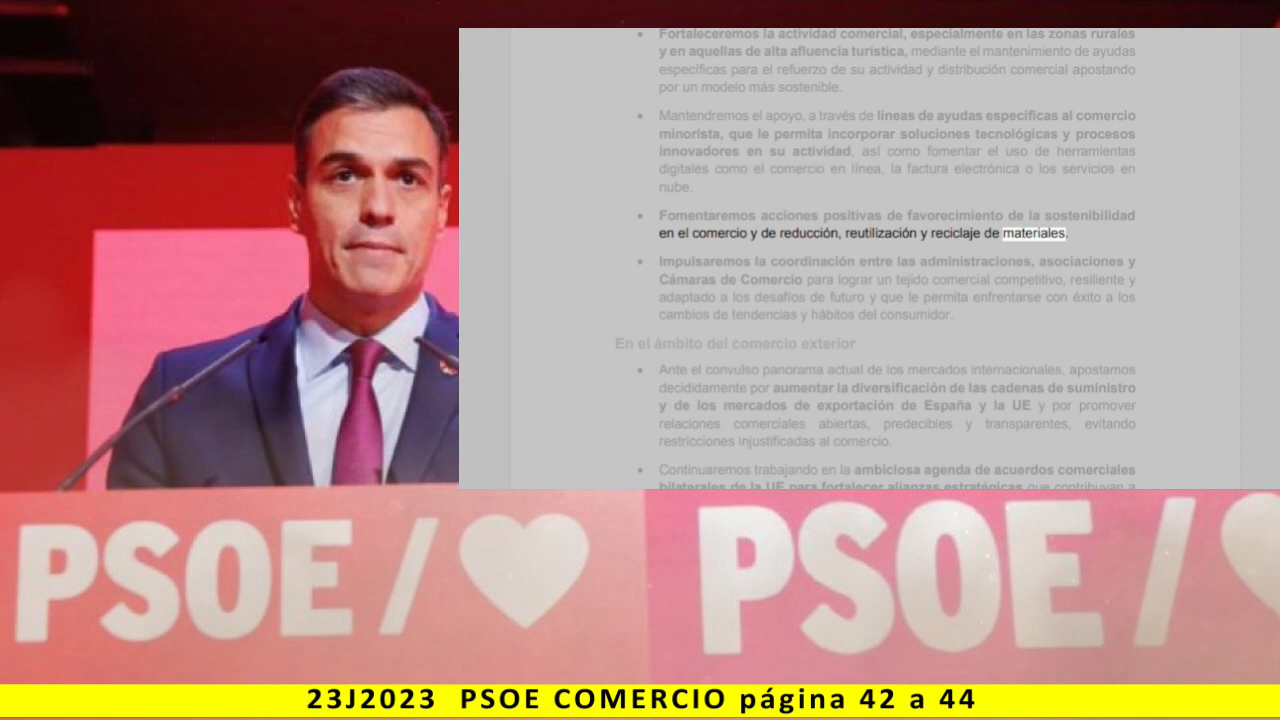 Fortaleceremos la actividad comercial, especialmente en las zonas rurales
y en aquellas de alta afluencia turística, mediante el mantenimiento de ayudas
específicas para el refuerzo de su actividad y distribución comercial apostando
por un modelo más sostenible.
Mantendremos el apoyo, a través de líneas de ayudas específicas al comercio
minorista, que le permita incorporar soluciones tecnológicas y procesos
innovadores en su actividad, así como fomentar el uso de herramientas
digitales como el comercio en línea, la factura electrónica o los servicios en
nube.
Fomentaremos acciones positivas de favorecimiento de la sostenibilidad
en el comercio y de reducción, reutilización y reciclaje de materiales.
Impulsaremos la coordinación entre las administraciones, asociaciones y
Cámaras de Comercio para lograr un tejido comercial competitivo, resiliente y
adaptado a los desafíos de futuro y que le permita enfrentarse con éxito a los
cambios de tendencias y hábitos del consumidor.
En el ámbito del comercio exterior
Ante el convulso panorama actual de los mercados internacionales, apostamos
decididamente por aumentar la diversificación de las cadenas de suministro
y de los mercados de exportación de España y la UE y por promover
relaciones comerciales abiertas, predecibles y transparentes, evitando
restricciones injustificadas al comercio.
Continuaremos trabajando en la ambiciosa agenda de acuerdos comerciales
bilaterales de la UE para fortalecer alianzas estratégicas que contribuyan a
PSOE /
PSOE /
23J2023 PSOE COMERCIO página 42 a 44